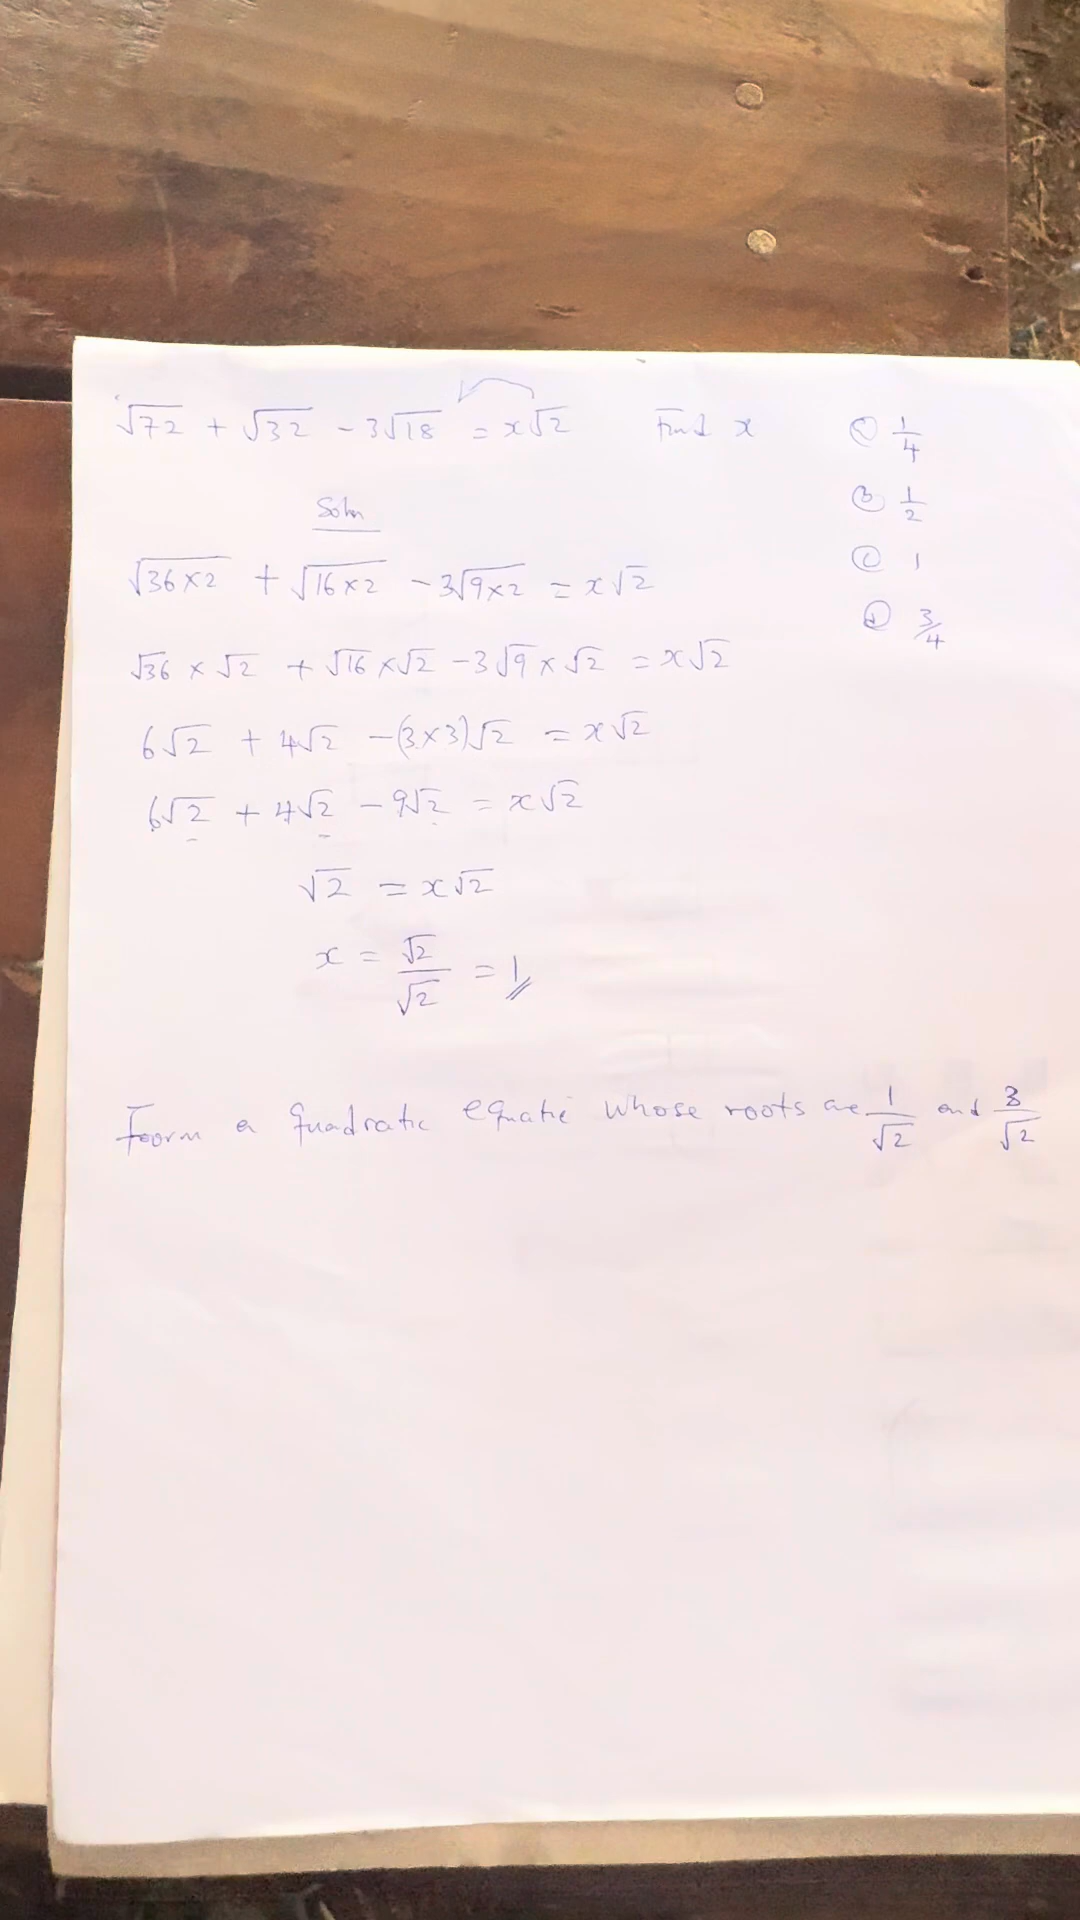 √72 + √32 - 3√18 = x√2 Find x Ⓐ 1/4
Ⓑ 1/2
Ⓒ 1
Ⓓ 3/4
Soln
√36×2 + √16×2 - 3√9×2 = x√2
√36 × √2 + √16 × √2 - 3√9 × √2 = x√2
6√2 + 4√2 - (3×3)√2 = x√2
6√2 + 4√2 - 9√2 = x√2
√2 = x√2
x = √2/√2 = 1
Foorm a quadratic equatie whose roots are 1/√2 and 3/√2